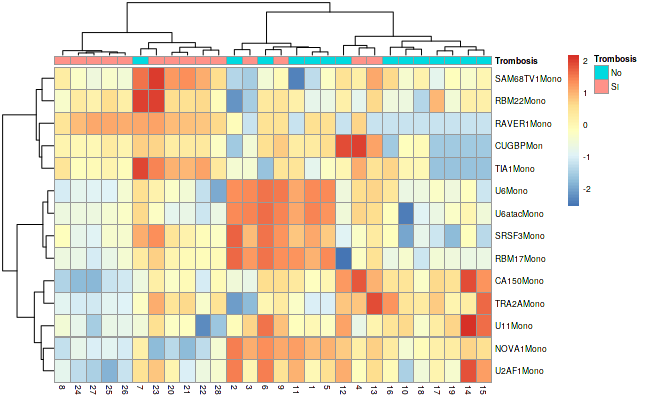 Trombosis
SAM68TV1Mono
RBM22Mono
RAVER1Mono
CUGBPMon
TIA1Mono
U6Mono
U6atacMono
SRSF3Mono
RBM17Mono
CA150Mono
TRA2AMono
U11Mono
NOVA1Mono
U2AF1Mono
8 24 27 25 26 7 23 20 21 22 28 2 3 6 9 11 1 5 12 4 13 16 10 18 17 19 14 15
2
1
0
-1
-2
Trombosis
No
SI